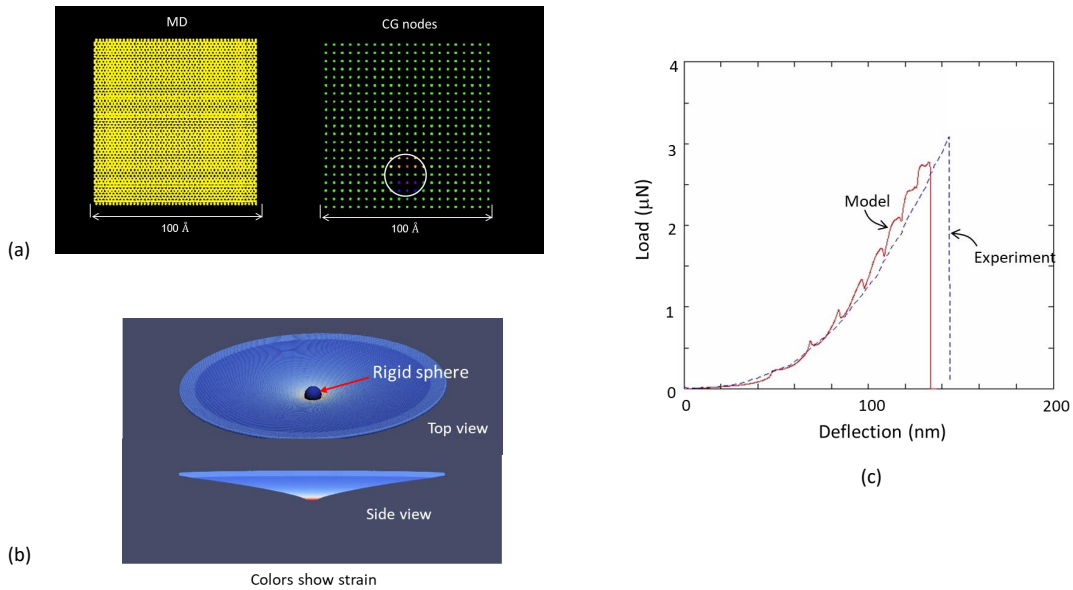 MD
CG nodes
100 Å
100 Å
(a)
Rigid sphere
Top view
Side view
(b)
Colors show strain
4
3
2
1
0
Load (μN)
Model
Experiment
0
100
200
Deflection (nm)
(c)